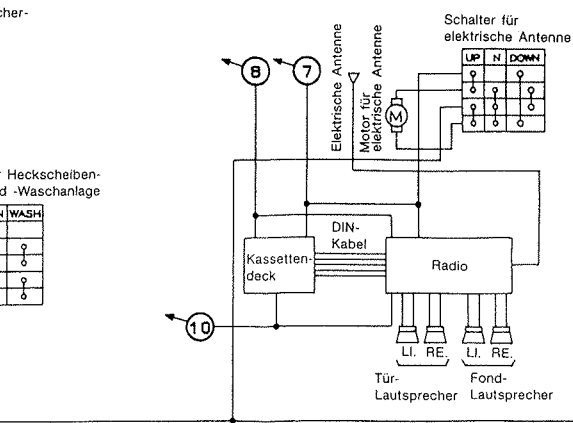 cher-
Schalter für
elektrische Antenne
UP N DOWN
8
7
Elektrische Antenne
Motor für
elektrische Antenne
M
Heckscheiben-
d -Waschanlage
N WASH
DIN-
Kabel
Kassetten-
deck
Radio
10
LI. RE. LI. RE.
Tür-
Lautsprecher
Fond-
Lautsprecher